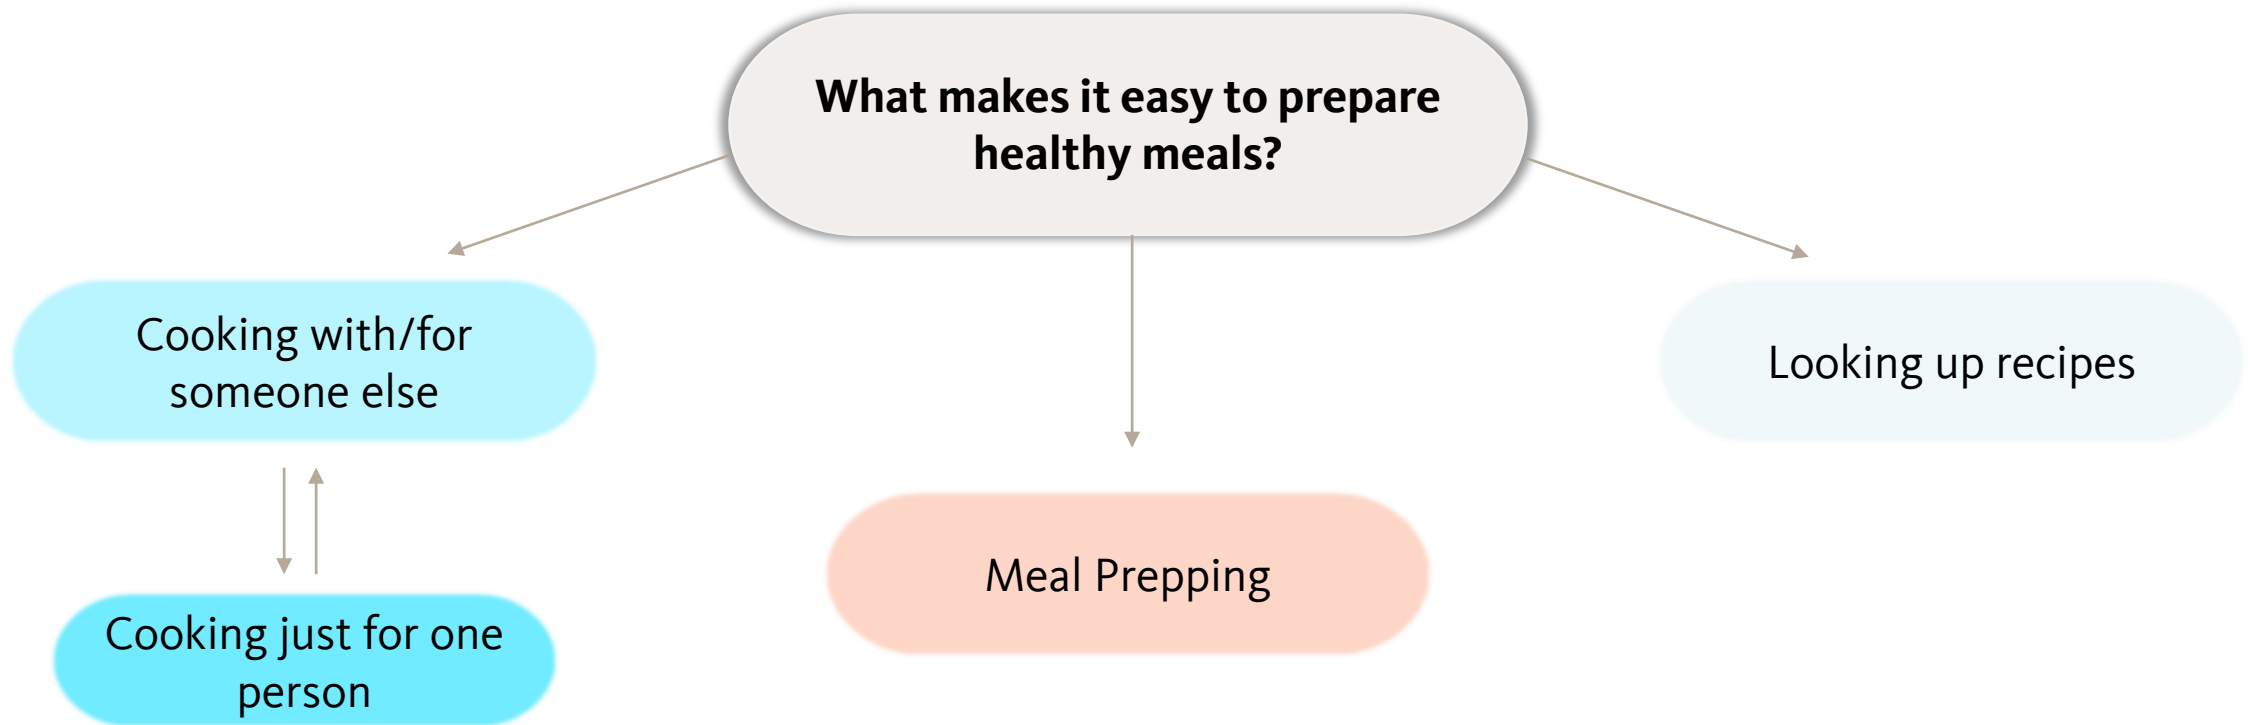 What makes it easy to prepare
healthy meals?
Cooking with/for
someone else
Looking up recipes
Meal Prepping
Cooking just for one
person